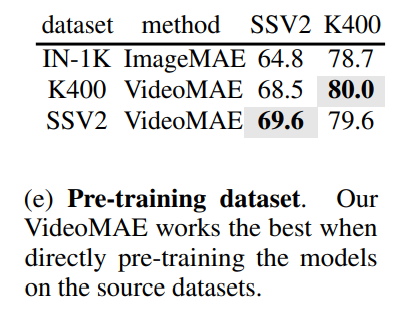 dataset method SSV2 K400
IN-1K ImageMAE 64.8 78.7
K400 VideoMAE 68.5 80.0
SSV2 VideoMAE 69.6 79.6
(e) Pre-training dataset. Our
VideoMAE works the best when
directly pre-training the models
on the source datasets.